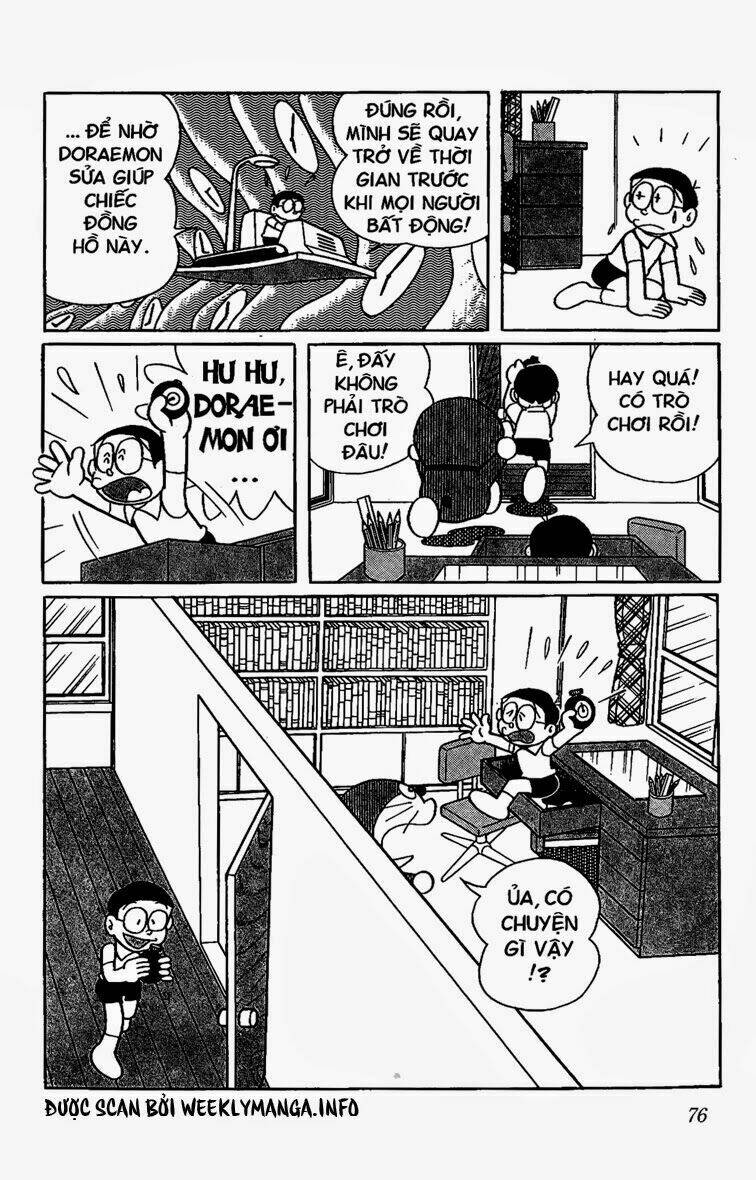 ĐÚNG RỒI,
MÌNH SẼ QUAY
TRỞ VỀ THỜI
GIAN TRƯỚC
KHI MỌI NGƯỜI
BẤT ĐỘNG!
... ĐỂ NHỜ
DORAEMON
SỬA GIÚP
CHIẾC
ĐỒNG
HỒ NÀY.
HAY QUÁ!
CÓ TRÒ
CHƠI RỒI!
Ê, ĐẤY
KHÔNG
PHẢI TRÒ
CHƠI
ĐÂU!
HU HU,
DORAE-
MON ƠI
...
ỦA, CÓ
CHUYỆN
GÌ VẬY
!?
ĐƯỢC SCAN BỞI WEEKLYMANGA.INFO
76